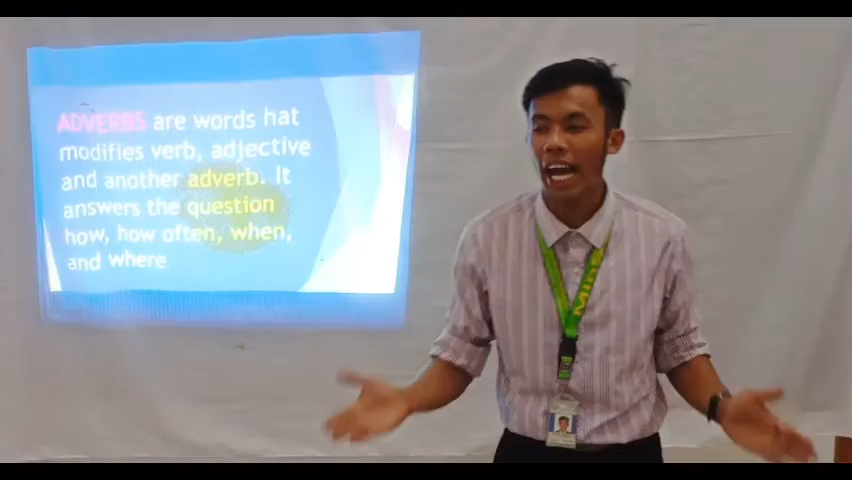 ADVERBS are words hat
modifies verb, adjective
and another adverb. It
answers the question
how, how often, when,
and where